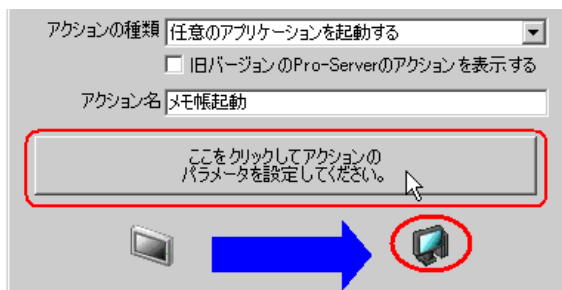 アクションの種類 任意のアプリケーションを起動する
旧バージョンのPro-Serverのアクションを表示する
アクション名 メモ帳起動
ここをクリックしてアクションの
パラメータを設定してください。